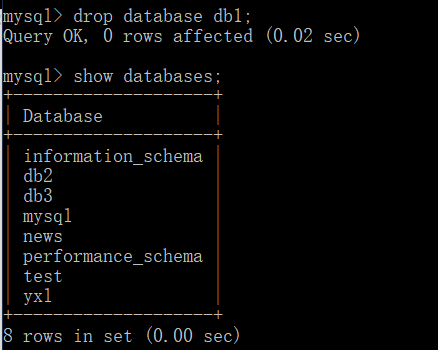 mysql> drop database db1;
Query OK, 0 rows affected (0.02 sec)
mysql> show databases;
+--------------------+
| Database           |
+--------------------+
| information_schema |
| db2                |
| db3                |
| mysql              |
| news               |
| performance_schema |
| test               |
| yxl                |
+--------------------+
8 rows in set (0.00 sec)